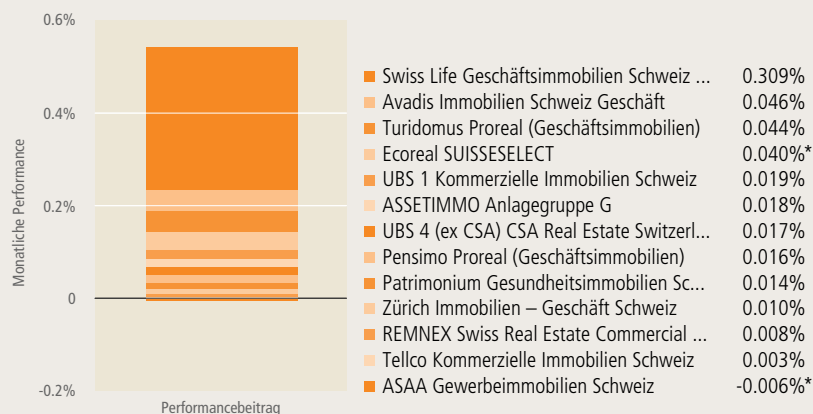 0.6%
0.4%
0.2%
0
-0.2%
Monatliche Performance
Performancebeitrag
Swiss Life Geschäftsimmobilien Schweiz ... 0.309%
Avadis Immobilien Schweiz Geschäft 0.046%
Turidomus Proreal (Geschäftsimmobilien) 0.044%
Ecoreal SUISSESELECT 0.040%*
UBS 1 Kommerzielle Immobilien Schweiz 0.019%
ASSETIMMO Anlagegruppe G 0.018%
UBS 4 (ex CSA) CSA Real Estate Switzerl... 0.017%
Pensimo Proreal (Geschäftsimmobilien) 0.016%
Patrimonium Gesundheitsimmobilien Sc... 0.014%
Zürich Immobilien – Geschäft Schweiz 0.010%
REMNEX Swiss Real Estate Commercial ... 0.008%
Tellco Kommerzielle Immobilien Schweiz 0.003%
ASAA Gewerbeimmobilien Schweiz -0.006%*